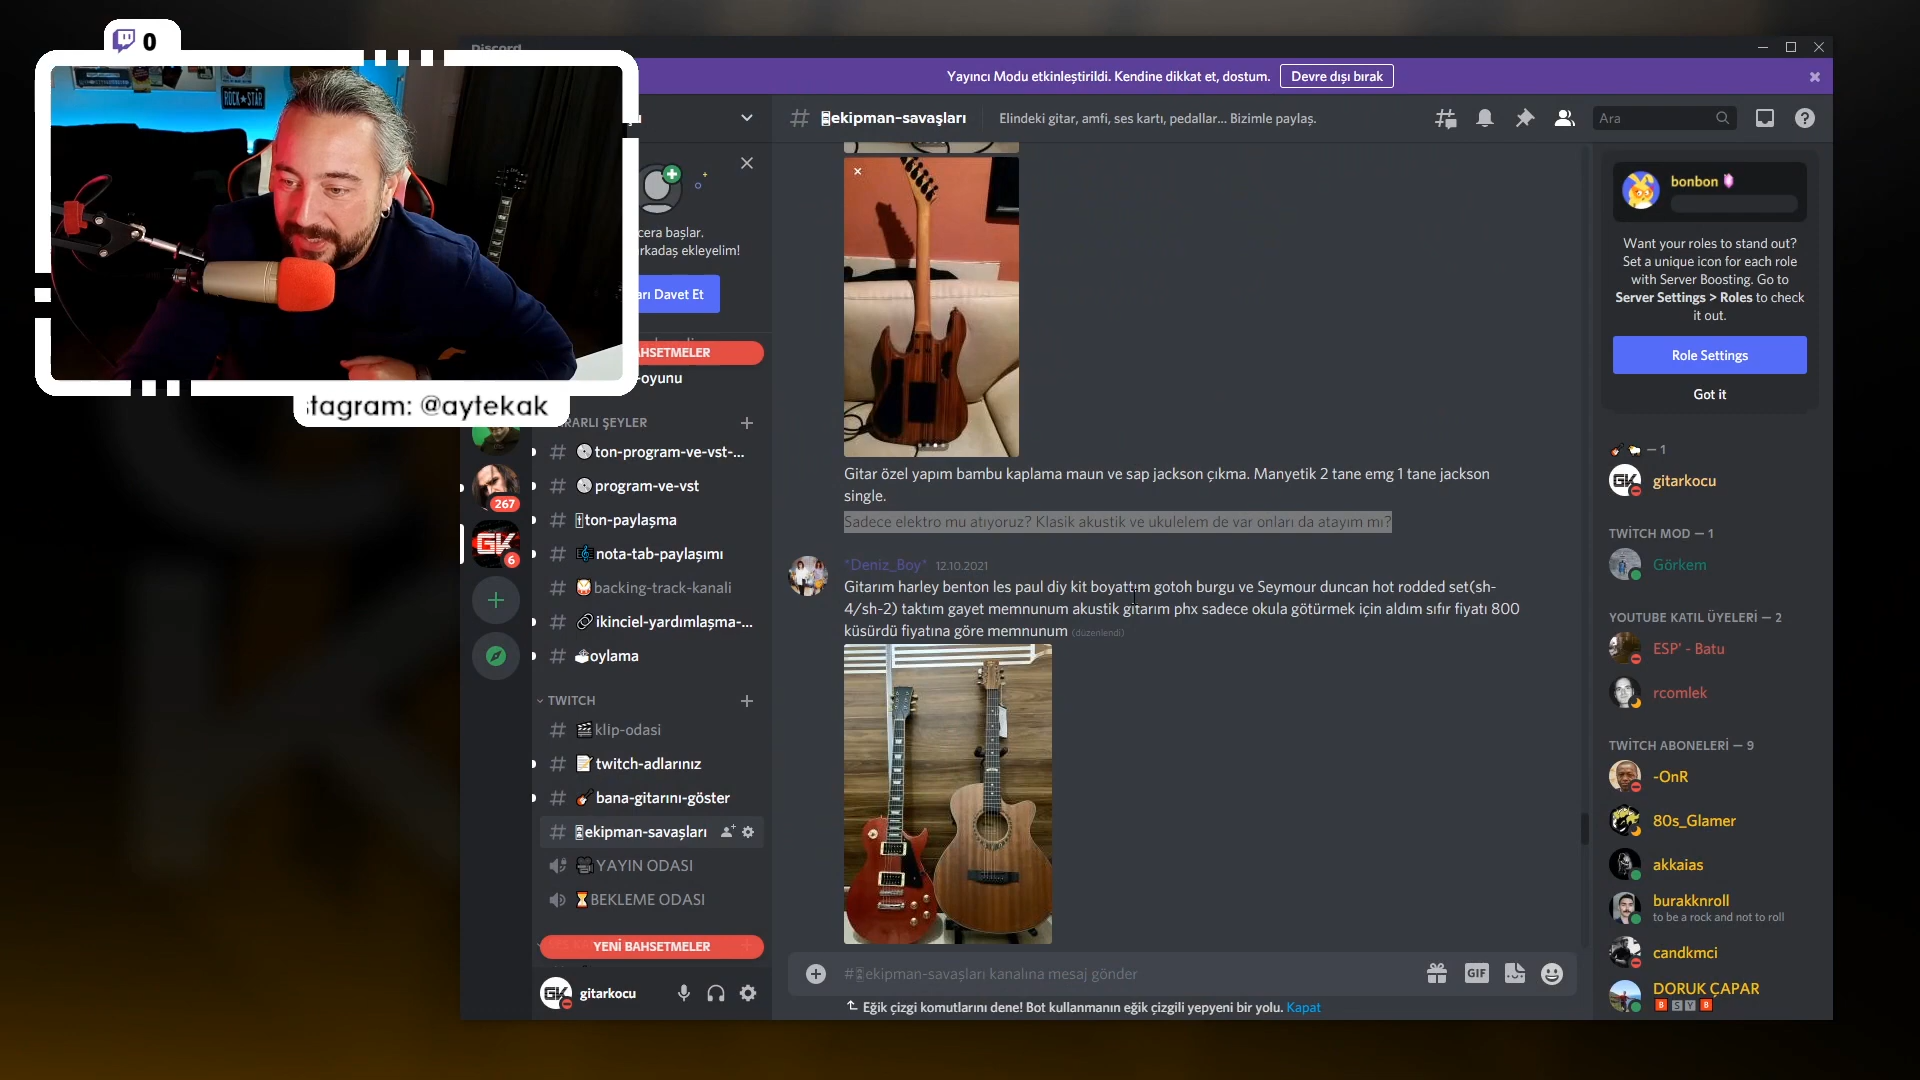 0
ROCK★STAR
Discord
Yayıncı Modu etkinleştirildi. Kendine dikkat et, dostum.
Devre dışı bırak
ekipman-savaşları
Elindeki gitar, amfi, ses kartı, pedallar... Bizimle paylaş.
Ara
cera başlar.
rkadaş ekleyelim!
arı Davet Et
AHSETMELER
-oyunu
tagram: @aytekak
RARLI ŞEYLER
ton-program-ve-vst-...
program-ve-vst
ton-paylaşma
nota-tab-paylaşımı
backing-track-kanali
ikinciel-yardımlaşma-...
oylama
267
GK
6
TWITCH
klip-odasi
twitch-adlarınız
bana-gitarını-göster
ekipman-savaşları
YAYIN ODASI
BEKLEME ODASI
YENİ BAHSETMELER
GK
gitarkocu
Gitar özel yapım bambu kaplama maun ve sap jackson çıkma. Manyetik 2 tane emg 1 tane jackson
single.
Sadece elektro mu atıyoruz? Klasik akustik ve ukulelem de var onları da atayım mı?
*Deniz_Boy* 12.10.2021
Gitarım harley benton les paul diy kit boyattım gotoh burgu ve Seymour duncan hot rodded set(sh-
4/sh-2) taktım gayet memnunum akustik gitarım phx sadece okula götürmek için aldım sıfır fiyatı 800
küsürdü fiyatına göre memnunum (düzenlendi)
#ekipman-savaşları kanalına mesaj gönder
GIF
Eğik çizgi komutlarını dene! Bot kullanmanın eğik çizgili yepyeni bir yolu. Kapat
bonbon
Want your roles to stand out?
Set a unique icon for each role
with Server Boosting. Go to
Server Settings > Roles to check
it out.
Role Settings
Got it
— 1
GK
gitarkocu
TWİTCH MOD — 1
Görkem
YOUTUBE KATIL ÜYELERİ — 2
ESP' - Batu
rcomlek
TWİTCH ABONELERİ — 9
-OnR
80s_Glamer
akkaias
burakknroll
to be a rock and not to roll
candkmci
DORUK ÇAPAR
B S Y B